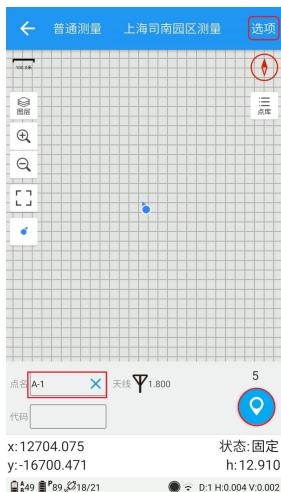 普通测量 上海司南园区测量 选项
图层
点库
5
点名 A-1 天线 1.800
代码
x:12704.075 状态:固定
y:-16700.471 h:12.910
49 P89 18/21 D:1 H:0.004 V:0.002